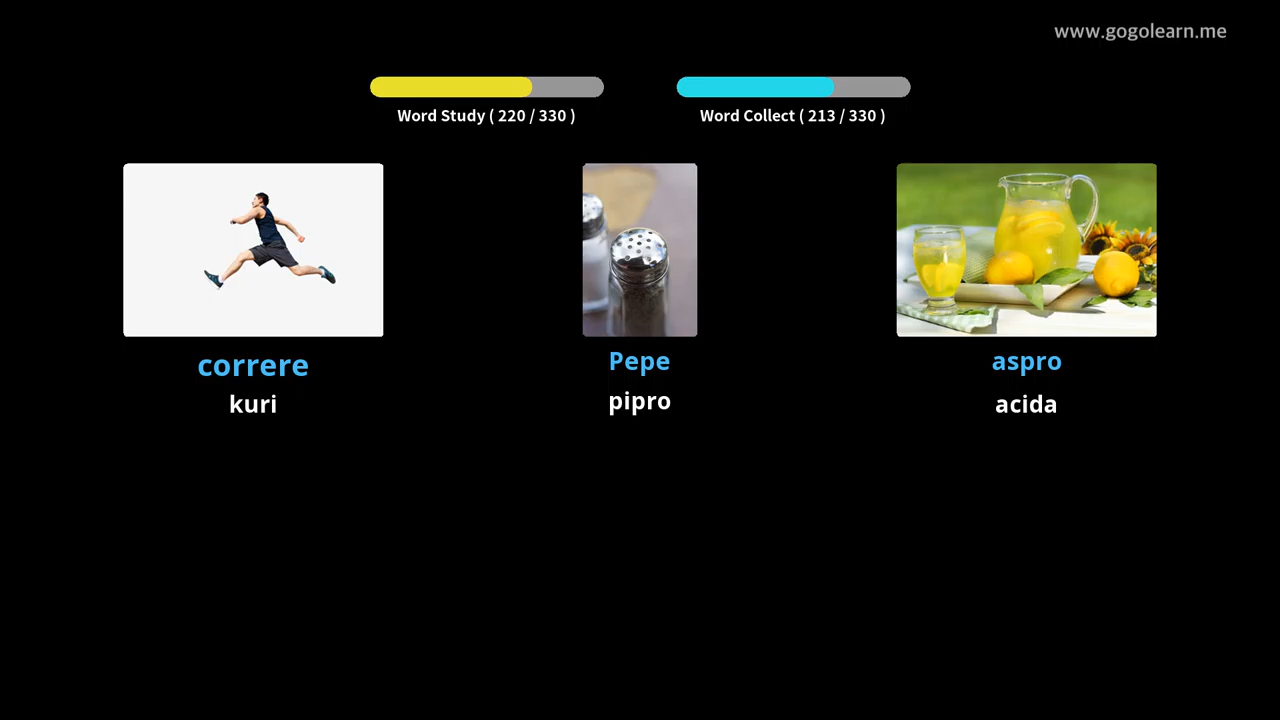 www.gogolearn.me
Word Study ( 220 / 330 )
Word Collect ( 213 / 330 )
correre
kuri
Pepe
pipro
aspro
acida